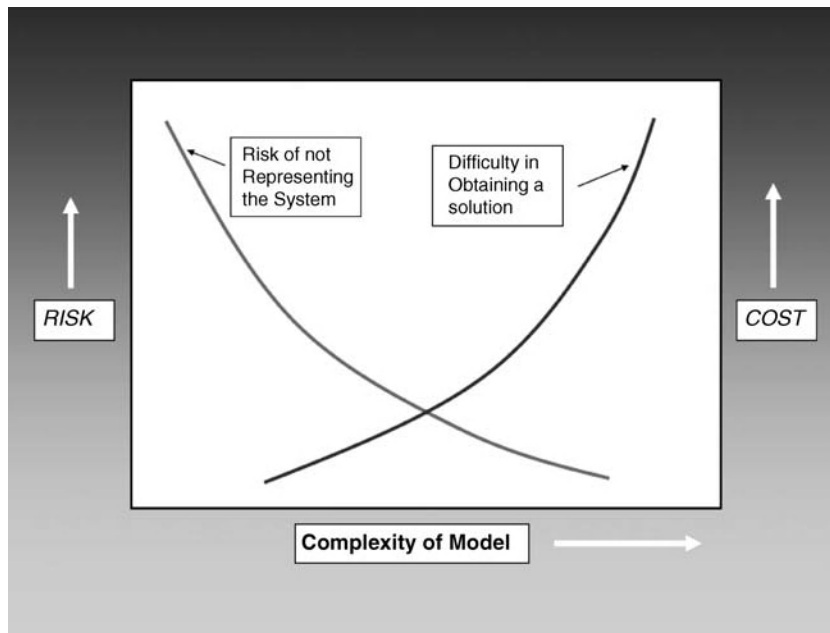 Risk of not
Representing
the System
Difficulty in
Obtaining a
solution
RISK
COST
Complexity of Model